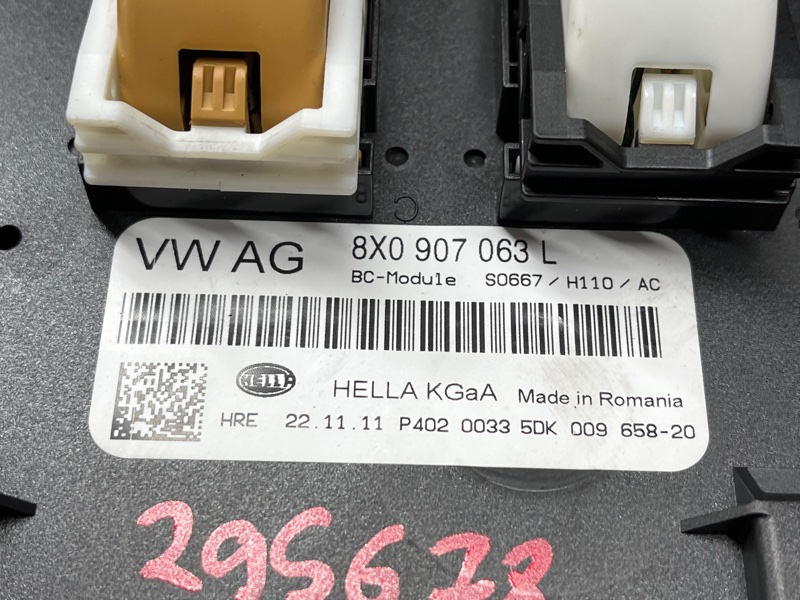 VW AG 8X0 907 063 L
BC-Module S0667 / H110 / AC
HELLA HELLA KGaA Made in Romania
HRE 22.11.11 P402 0033 5DK 009 658-20
295678